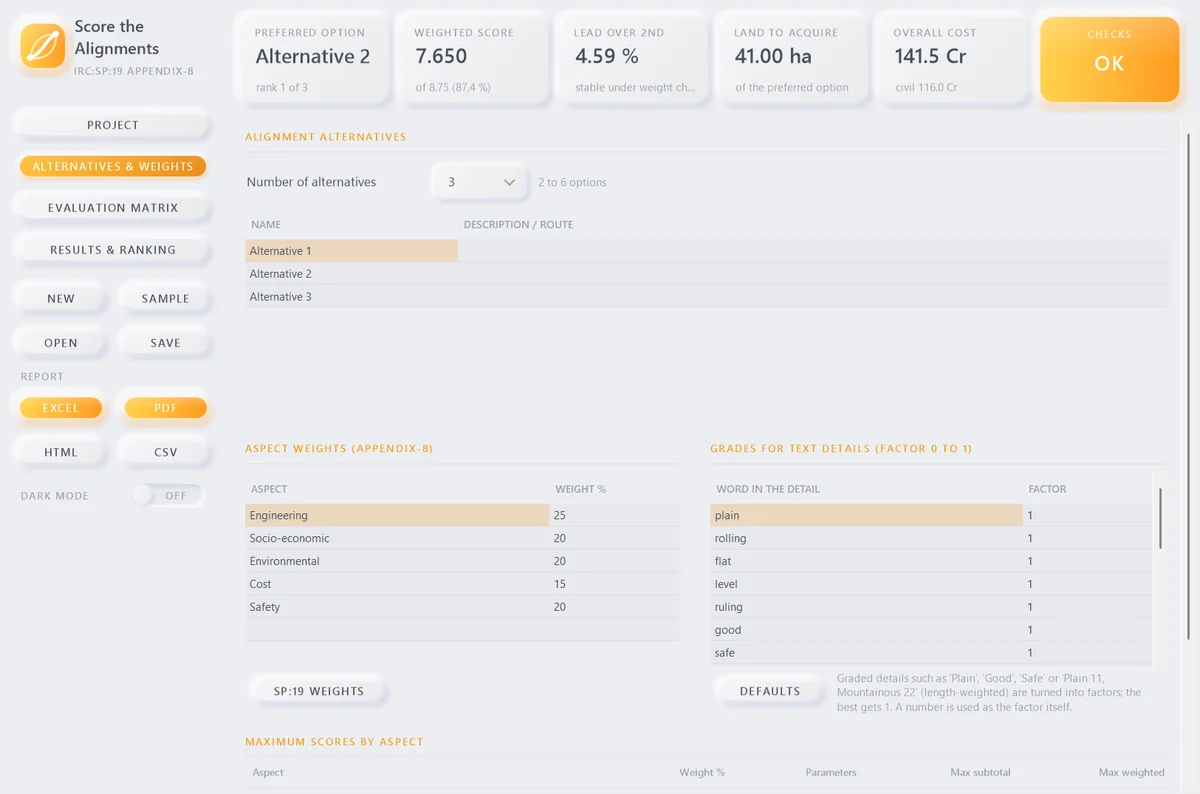 Score the
Alignments
IRC:SP:19 APPENDIX-8
PREFERRED OPTION
Alternative 2
rank 1 of 3
WEIGHTED SCORE
7.650
of 8.75 (87.4 %)
LEAD OVER 2ND
4.59 %
stable under weight ch...
LAND TO ACQUIRE
41.00 ha
of the preferred option
OVERALL COST
141.5 Cr
civil 116.0 Cr
CHECKS
OK
PROJECT
ALTERNATIVES & WEIGHTS
EVALUATION MATRIX
RESULTS & RANKING
NEW SAMPLE
OPEN SAVE
REPORT
EXCEL PDF
HTML CSV
DARK MODE OFF
ALIGNMENT ALTERNATIVES
Number of alternatives 3 2 to 6 options
NAME DESCRIPTION / ROUTE
Alternative 1
Alternative 2
Alternative 3
ASPECT WEIGHTS (APPENDIX-8)
ASPECT WEIGHT %
Engineering 25
Socio-economic 20
Environmental 20
Cost 15
Safety 20
SP:19 WEIGHTS
GRADES FOR TEXT DETAILS (FACTOR 0 TO 1)
WORD IN THE DETAIL FACTOR
plain 1
rolling 1
flat 1
level 1
ruling 1
good 1
safe 1
DEFAULTS
Graded details such as 'Plain', 'Good', 'Safe' or 'Plain 11,
Mountainous 22' (length-weighted) are turned into factors; the
best gets 1. A number is used as the factor itself.
MAXIMUM SCORES BY ASPECT
Aspect Weight % Parameters Max subtotal Max weighted